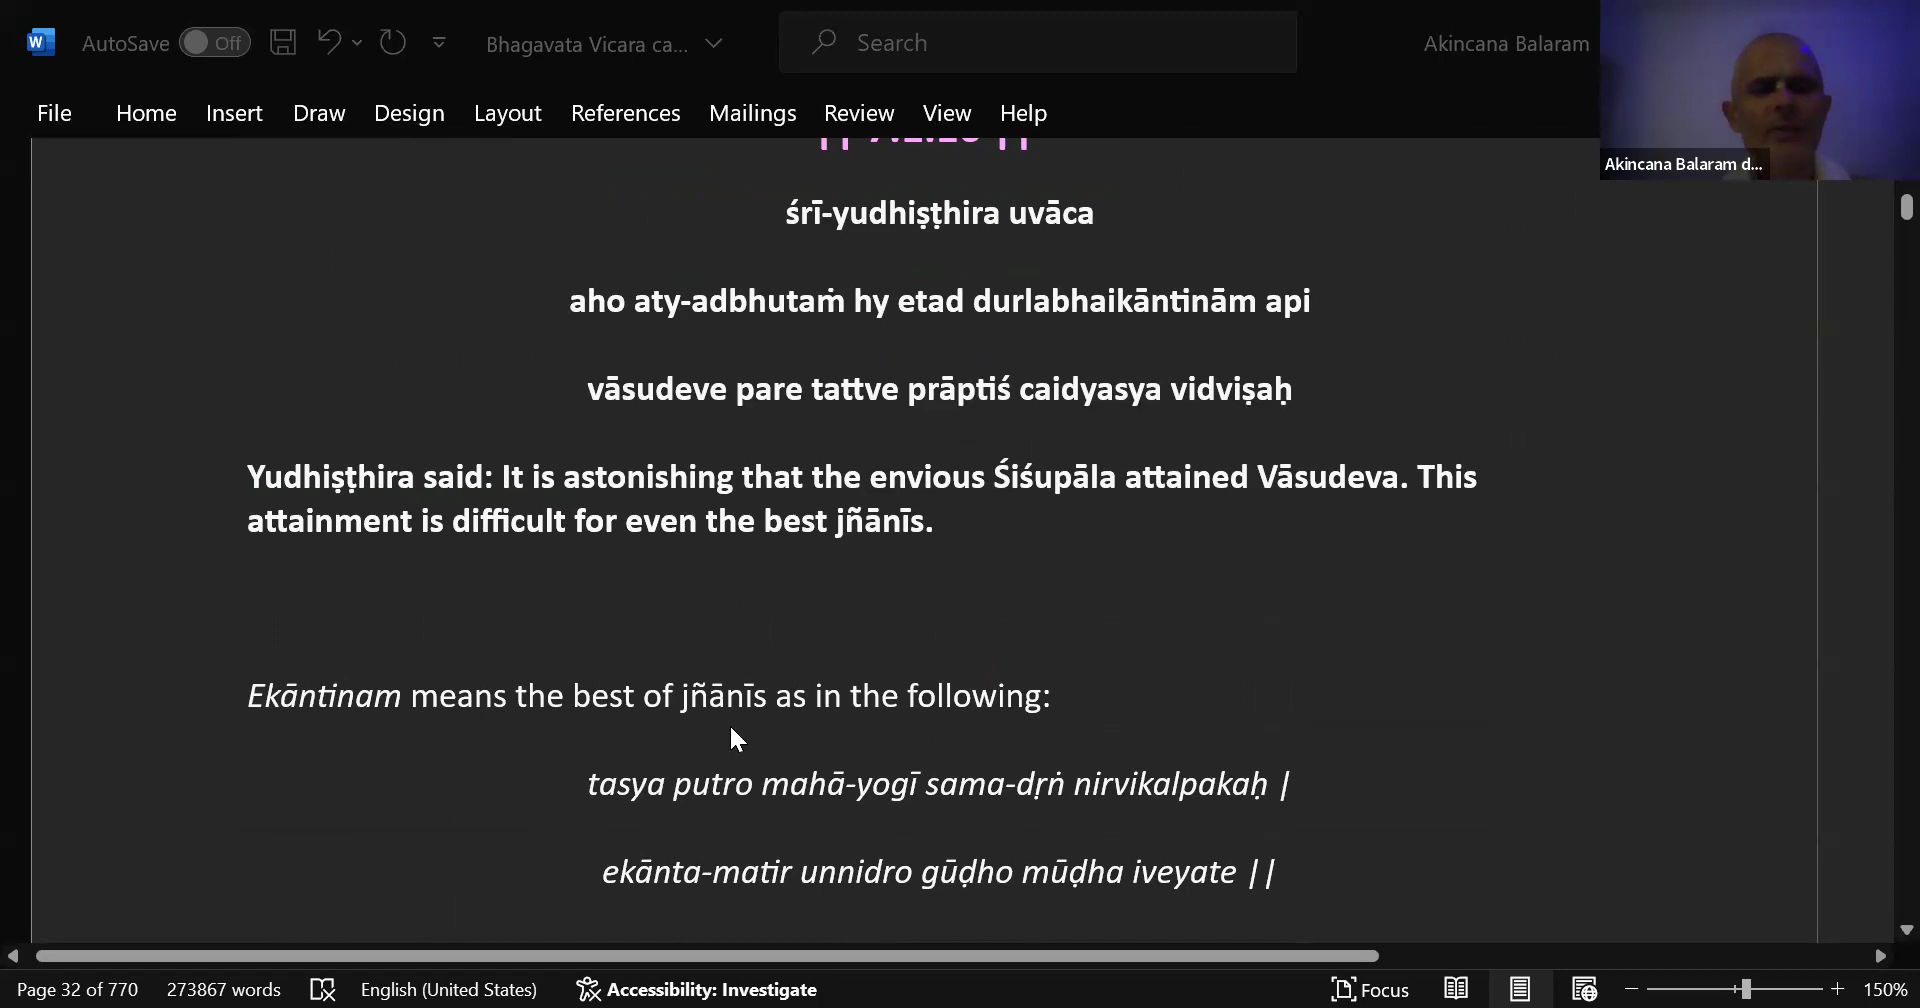 W AutoSave Off Bhagavata Vicara ca... Search Akincana Balaram
File Home Insert Draw Design Layout References Mailings Review View Help
Akincana Balaram d...
śrī-yudhiṣṭhira uvāca
aho aty-adbhutaṁ hy etad durlabhaikāntinām api
vāsudeve pare tattve prāptiś caidyasya vidviṣaḥ
Yudhiṣṭhira said: It is astonishing that the envious Śiśupāla attained Vāsudeva. This
attainment is difficult for even the best jñānīs.
Ekāntinam means the best of jñānīs as in the following:
tasya putro mahā-yogī sama-dṛṅ nirvikalpakaḥ |
ekānta-matir unnidro gūḍho mūḍha iveyate ||
Page 32 of 770 273867 words English (United States) Accessibility: Investigate Focus 150%